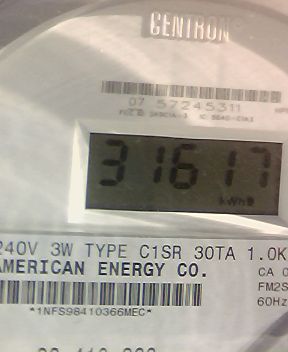 CENTRON
07 57245311
31617
kWh
240V 3W TYPE C1SR 30TA 1.0K
AMERICAN ENERGY CO.
CA 0
FM2S
*1NFS98410366MEC*
60Hz